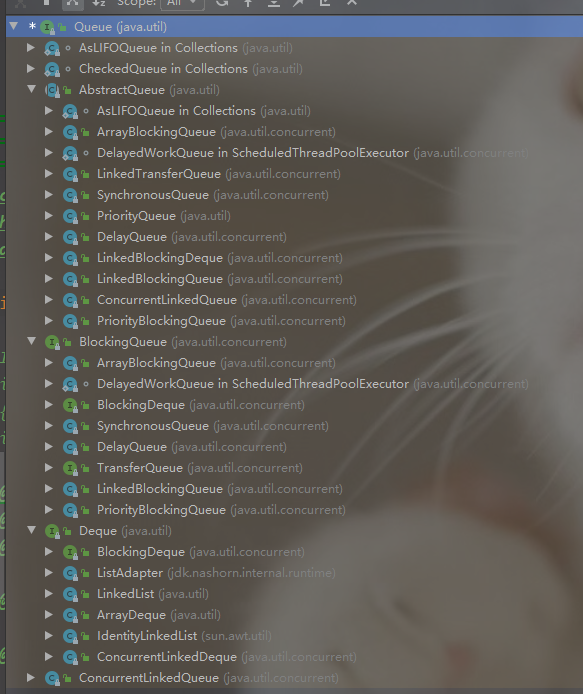 Scope: All
* Queue (java.util)
AsLIFOQueue in Collections (java.util)
CheckedQueue in Collections (java.util)
AbstractQueue (java.util)
AsLIFOQueue in Collections (java.util)
ArrayBlockingQueue (java.util.concurrent)
DelayedWorkQueue in ScheduledThreadPoolExecutor (java.util.concurrent)
LinkedTransferQueue (java.util.concurrent)
SynchronousQueue (java.util.concurrent)
PriorityQueue (java.util)
DelayQueue (java.util.concurrent)
LinkedBlockingDeque (java.util.concurrent)
LinkedBlockingQueue (java.util.concurrent)
ConcurrentLinkedQueue (java.util.concurrent)
PriorityBlockingQueue (java.util.concurrent)
BlockingQueue (java.util.concurrent)
ArrayBlockingQueue (java.util.concurrent)
DelayedWorkQueue in ScheduledThreadPoolExecutor (java.util.concurrent)
BlockingDeque (java.util.concurrent)
SynchronousQueue (java.util.concurrent)
DelayQueue (java.util.concurrent)
TransferQueue (java.util.concurrent)
LinkedBlockingQueue (java.util.concurrent)
PriorityBlockingQueue (java.util.concurrent)
Deque (java.util)
BlockingDeque (java.util.concurrent)
ListAdapter (jdk.nashorn.internal.runtime)
LinkedList (java.util)
ArrayDeque (java.util)
IdentityLinkedList (sun.awt.util)
ConcurrentLinkedDeque (java.util.concurrent)
ConcurrentLinkedQueue (java.util.concurrent)